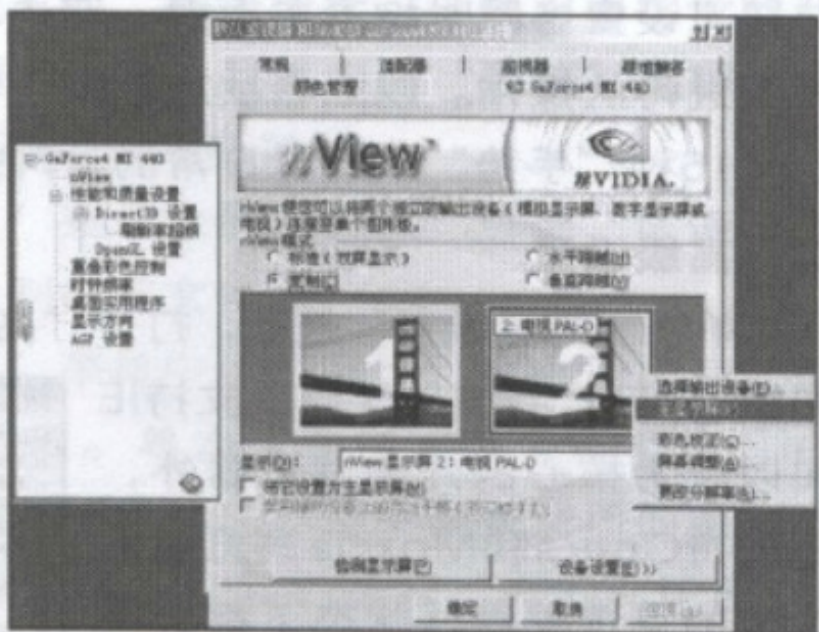 常规 适配器 监视器 疑难解答
颜色管理 GeForce4 MX 440
GeForce4 MX 440
nView
性能和质量设置
Direct3D 设置
刷新率超频
OpenGL 设置
重叠彩色控制
时钟频率
桌面实用程序
显示方向
AGP 设置
nView
nVIDIA.
nView 使您可以将两个独立的输出设备(模拟显示屏、数字显示屏或
电视)连接至单个图形板。
nView 模式
标准(双屏显示) 水平跨越(H)
复制(C) 垂直跨越(V)
1
2: 电视 PAL-D
2
选择输出设备(E)...
彩色校正(C)...
屏幕调整(A)...
更改分辨率(R)...
显示(D): nView 显示屏 2: 电视 PAL-D
将它设置为主显示屏(M)
检测显示屏(P) 设备设置(E)>>
确定 取消